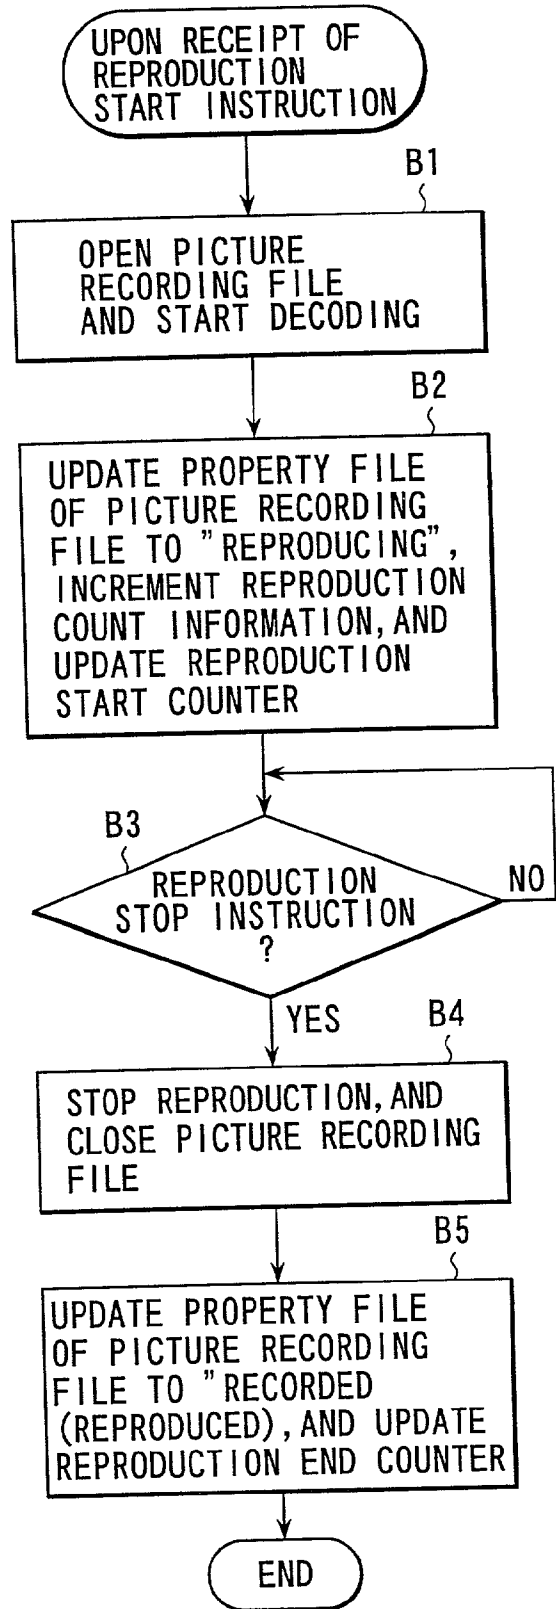 UPON RECEIPT OF
REPRODUCTION
START INSTRUCTION
B1
OPEN PICTURE
RECORDING FILE
AND START DECODING
B2
UPDATE PROPERTY FILE
OF PICTURE RECORDING
FILE TO "REPRODUCING",
INCREMENT REPRODUCTION
COUNT INFORMATION, AND
UPDATE REPRODUCTION
START COUNTER
B3
REPRODUCTION
STOP INSTRUCTION
?
NO
YES
B4
STOP REPRODUCTION, AND
CLOSE PICTURE RECORDING
FILE
B5
UPDATE PROPERTY FILE
OF PICTURE RECORDING
FILE TO "RECORDED
(REPRODUCED), AND UPDATE
REPRODUCTION END COUNTER
END